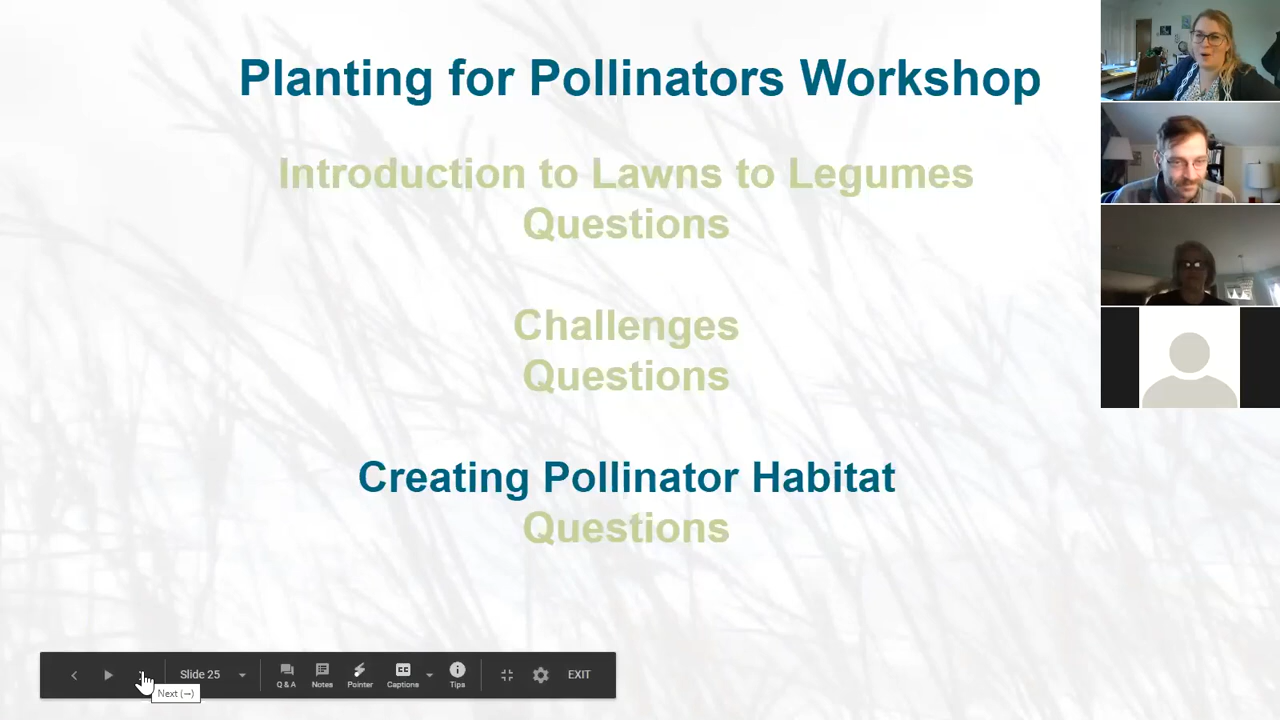 Planting for Pollinators Workshop
Introduction to Lawns to Legumes
Questions
Challenges
Questions
Creating Pollinator Habitat
Questions
Slide 25
Q & A
Notes
Pointer
Captions
Tips
EXIT
CC
Next (→)